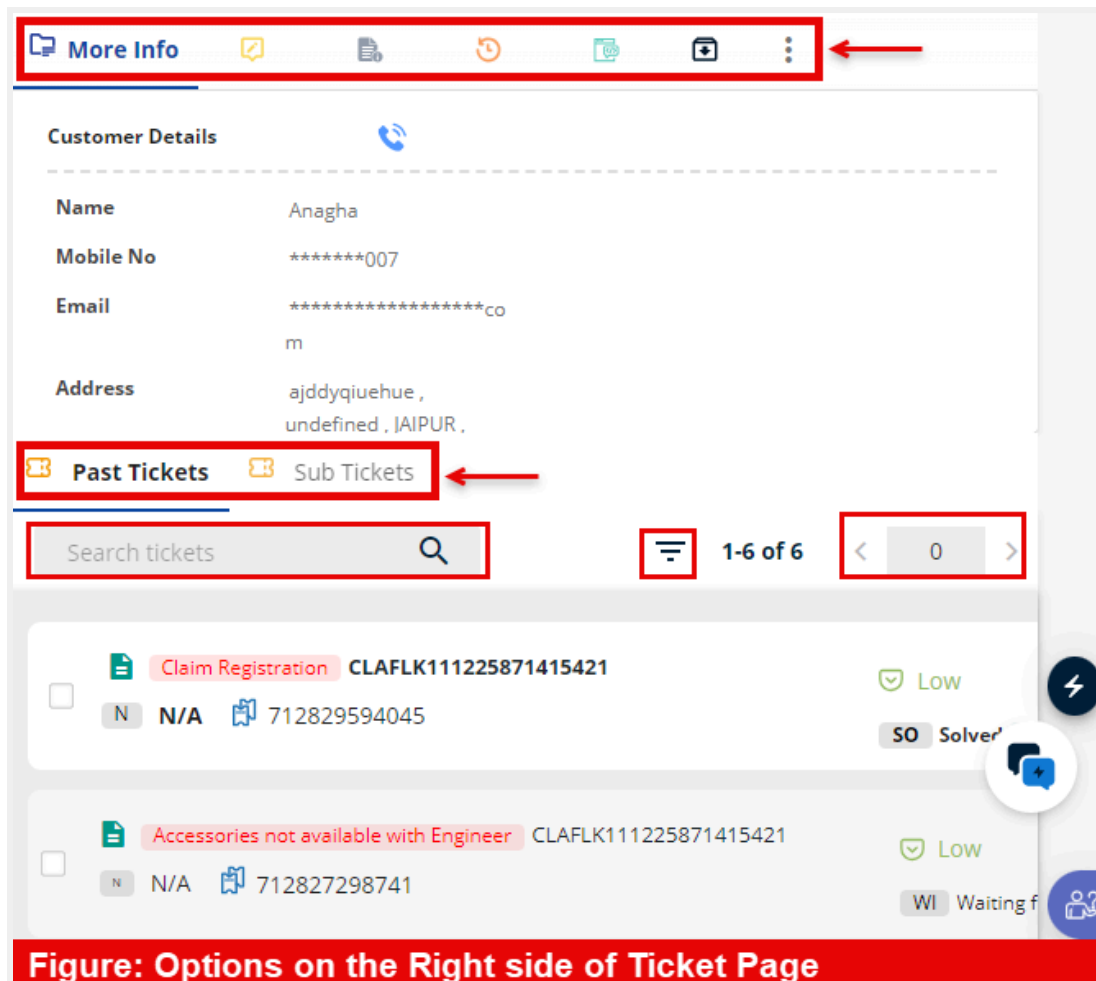 More Info
Customer Details
Name Anagha
Mobile No *******007
Email ******************co
m
Address ajddyqiuehue ,
undefined , JAIPUR ,
Past Tickets Sub Tickets
Search tickets 1-6 of 6 < 0 >
Claim Registration CLAFLK111225871415421 Low
N N/A 712829594045 SO Solved
Accessories not available with Engineer CLAFLK111225871415421 Low
N N/A 712827298741 WI Waiting f
Figure: Options on the Right side of Ticket Page